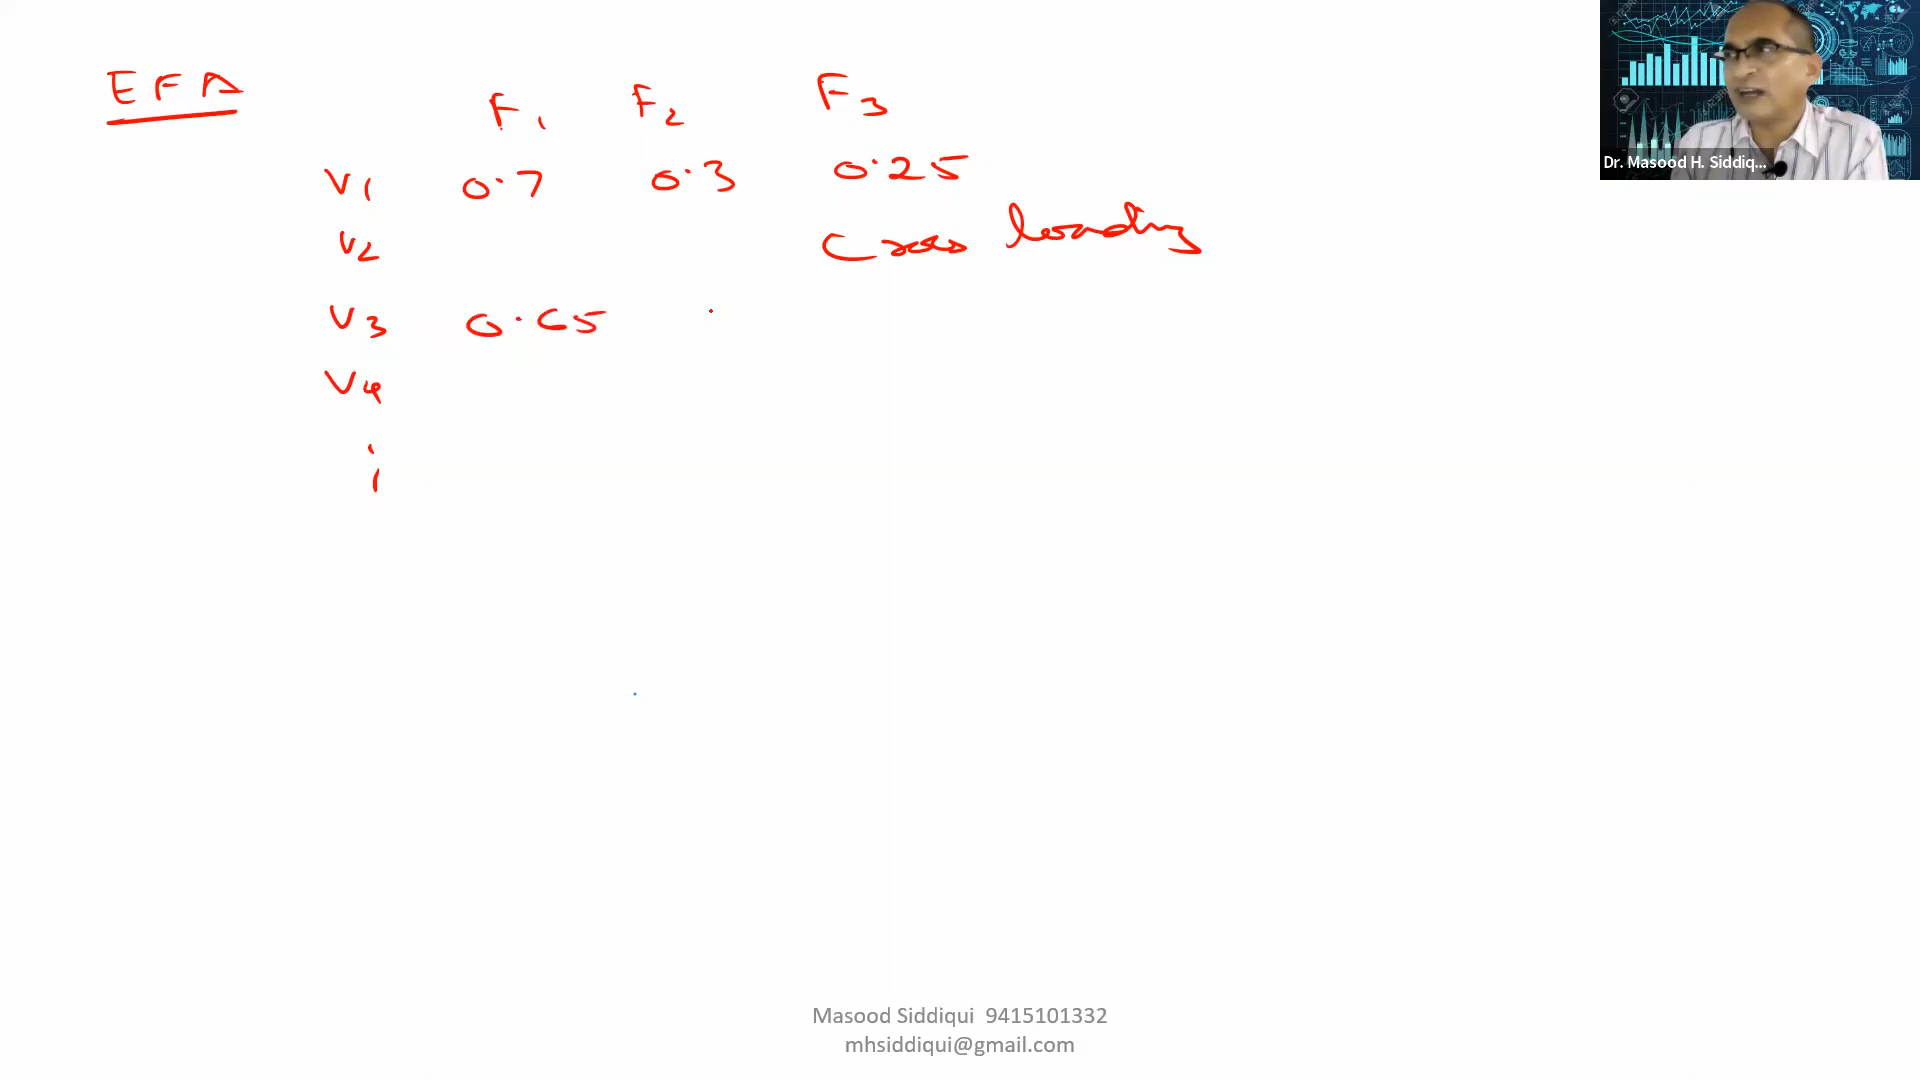 EFA
F1 F2 F3
V1 0.7 0.3 0.25
V2 Cross loading
V3 0.65
V4
Dr. Masood H. Siddiq...
Masood Siddiqui 9415101332
mhsiddiqui@gmail.com